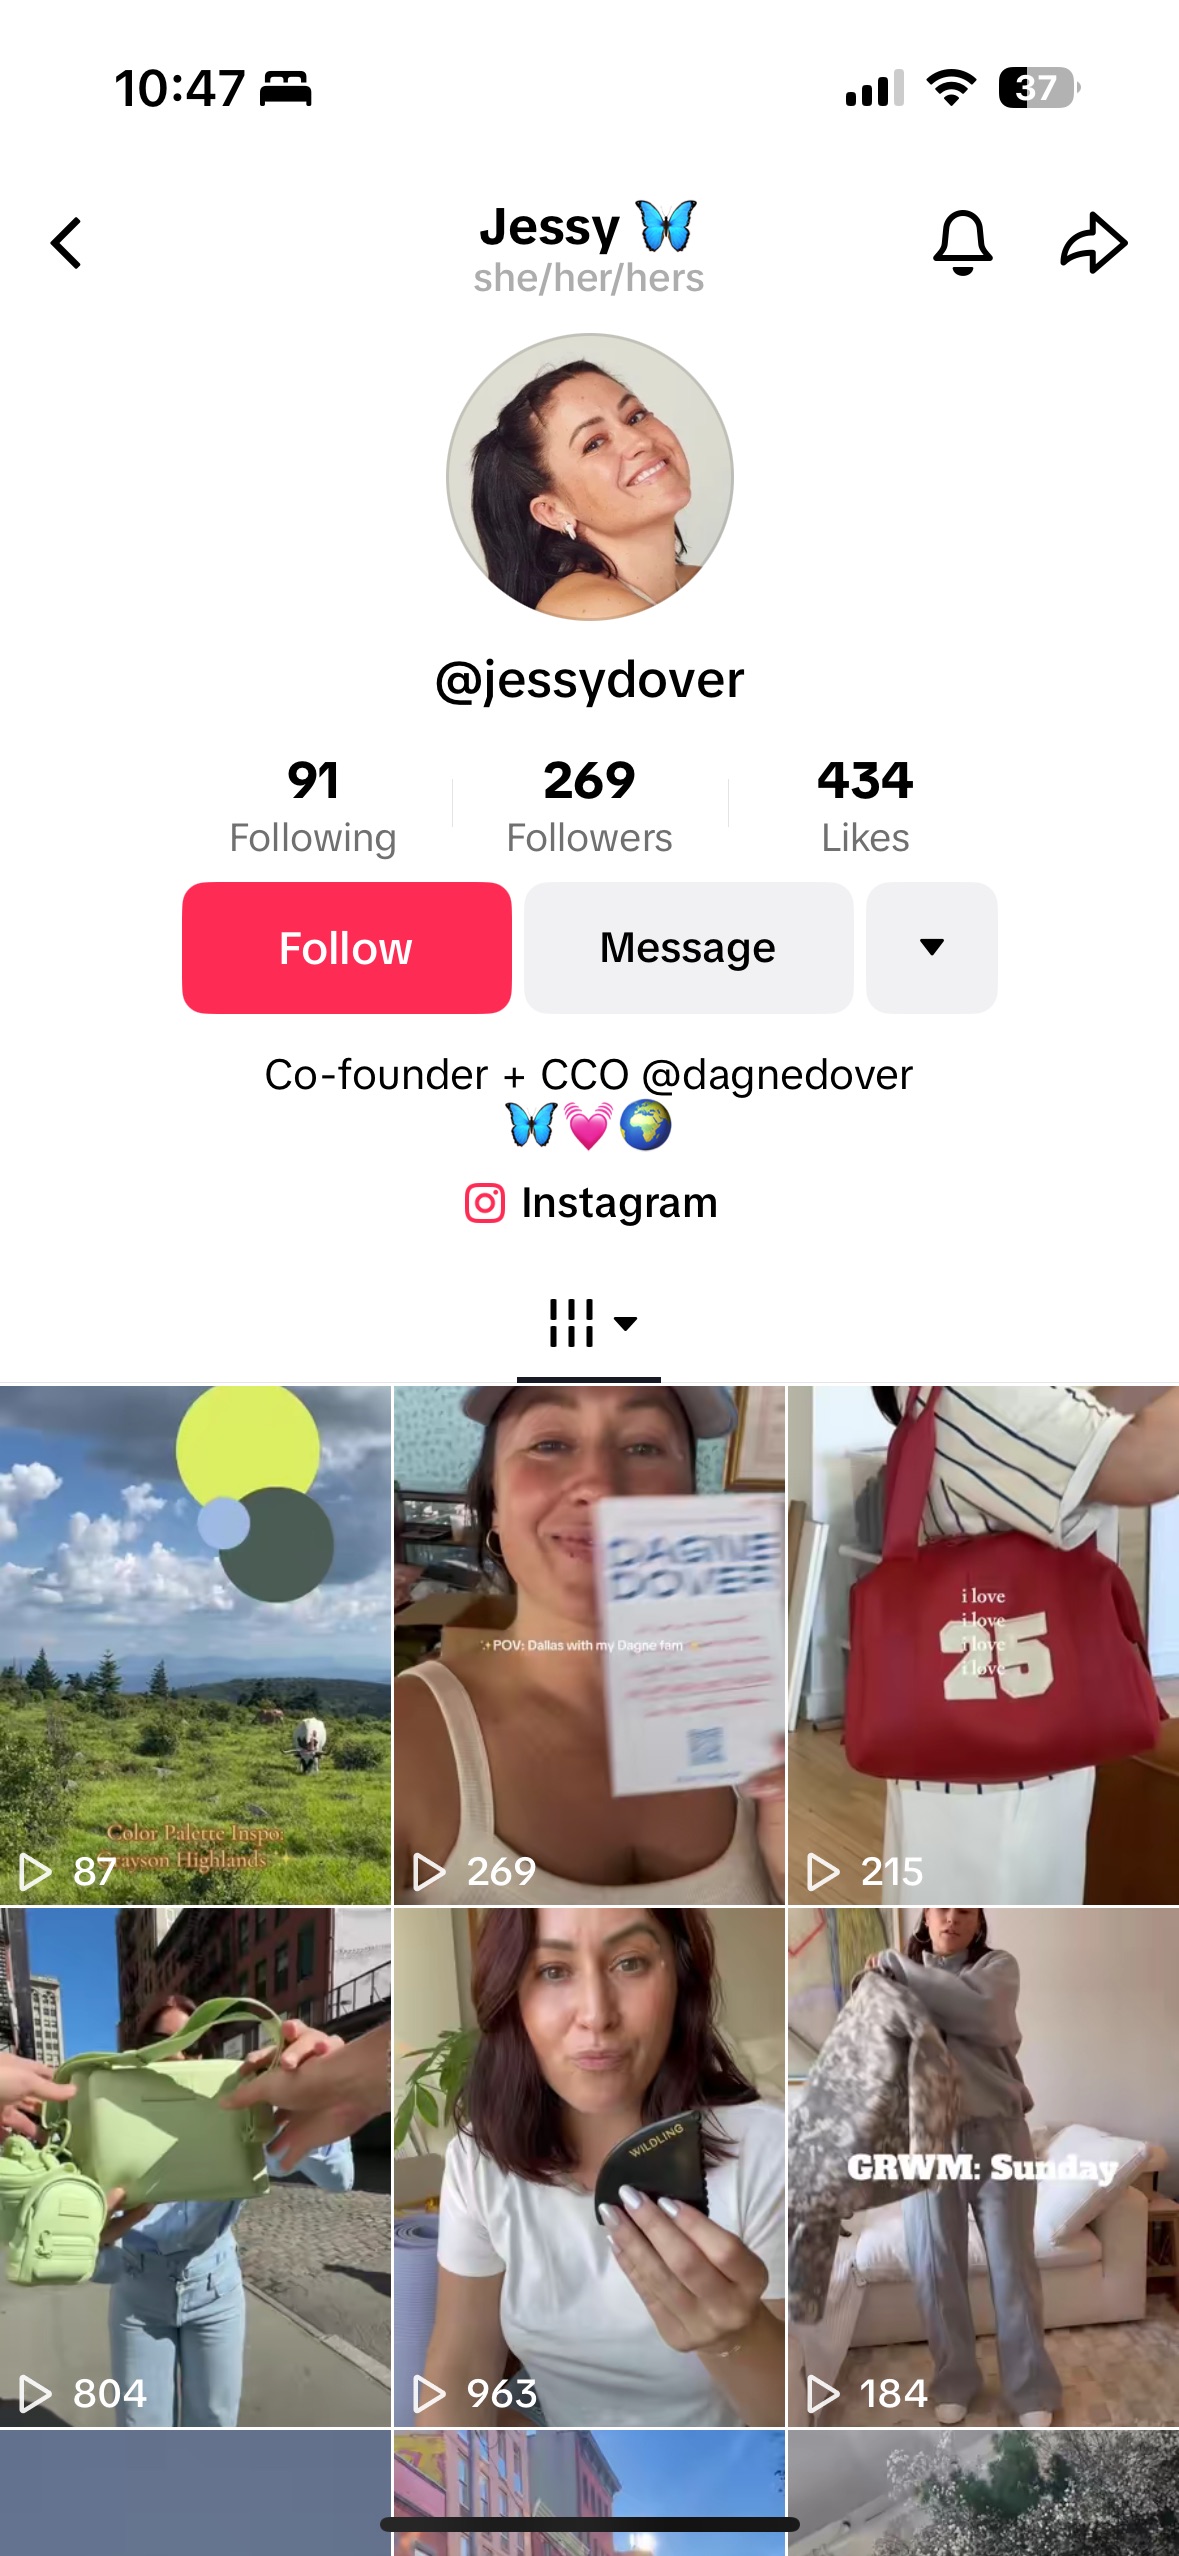 10:47
37
Jessy 🦋
she/her/hers
@jessydover
91
Following
269
Followers
434
Likes
Follow
Message
Co-founder + CCO @dagnedover
🦋💓🌍
Instagram
Color Palette Inspo:
ayson Highlands ✨
87
DAGNE
DOVER
✨POV: Dallas with my Dagne fam ✨
269
i love
i love
i love
i love
25
215
804
WILDLING
963
GRWM: Sunday
184